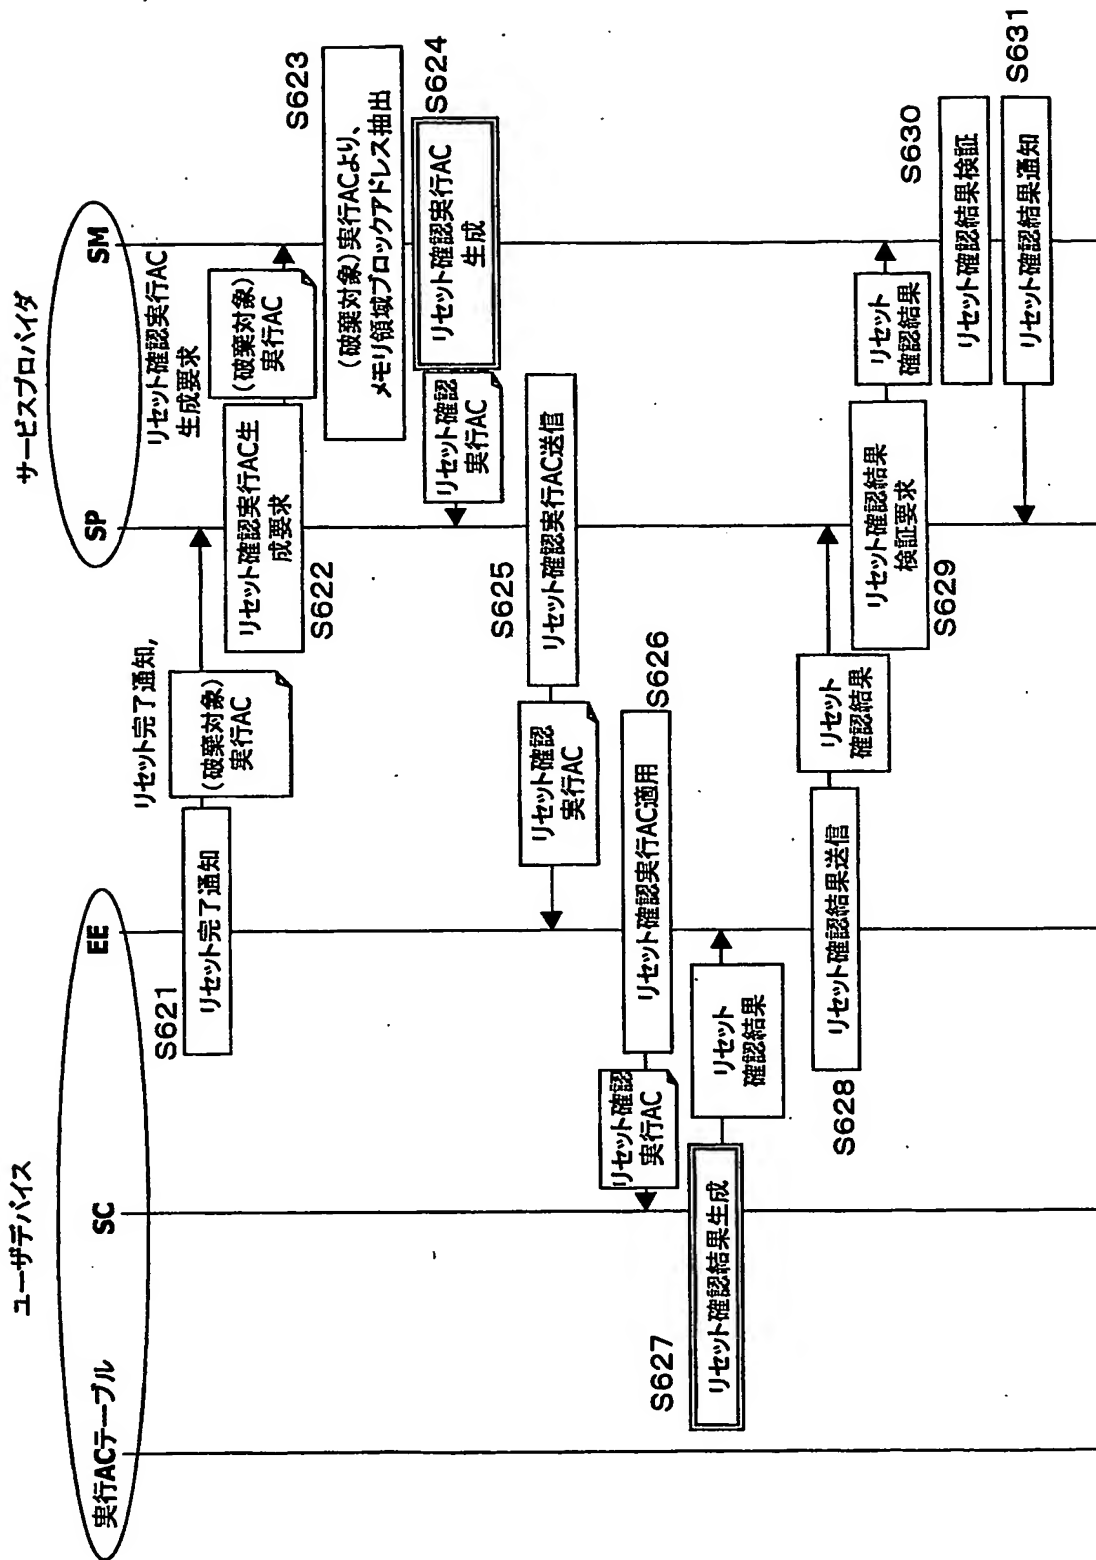 ユーザデバイス
サービスプロバイダ
実行ACテーブル
SC
EE
SP
SM
S621
リセット完了通知
リセット完了通知,
(破棄対象)
実行AC
リセット確認実行AC生
成要求
S622
リセット確認実行AC
生成要求
(破棄対象)
実行AC
S623
(破棄対象)実行ACより、
メモリ領域ブロックアドレス抽出
S624
リセット確認実行AC
生成
リセット確認
実行AC
S625
リセット確認実行AC送信
リセット確認
実行AC
S626
リセット確認実行AC適用
リセット確認
実行AC
S627
リセット確認結果生成
リセット
確認結果
S628
リセット確認結果送信
リセット
確認結果
リセット確認結果
検証要求
S629
リセット
確認結果
S630
リセット確認結果検証
S631
リセット確認結果通知